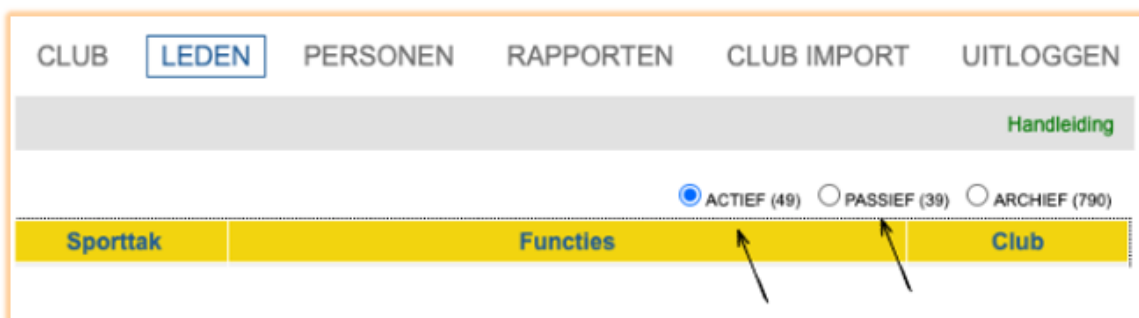 CLUB LEDEN PERSONEN RAPPORTEN CLUB IMPORT UITLOGGEN
Handleiding
ACTIEF (49) PASSIEF (39) ARCHIEF (790)
Sporttak Functies Club